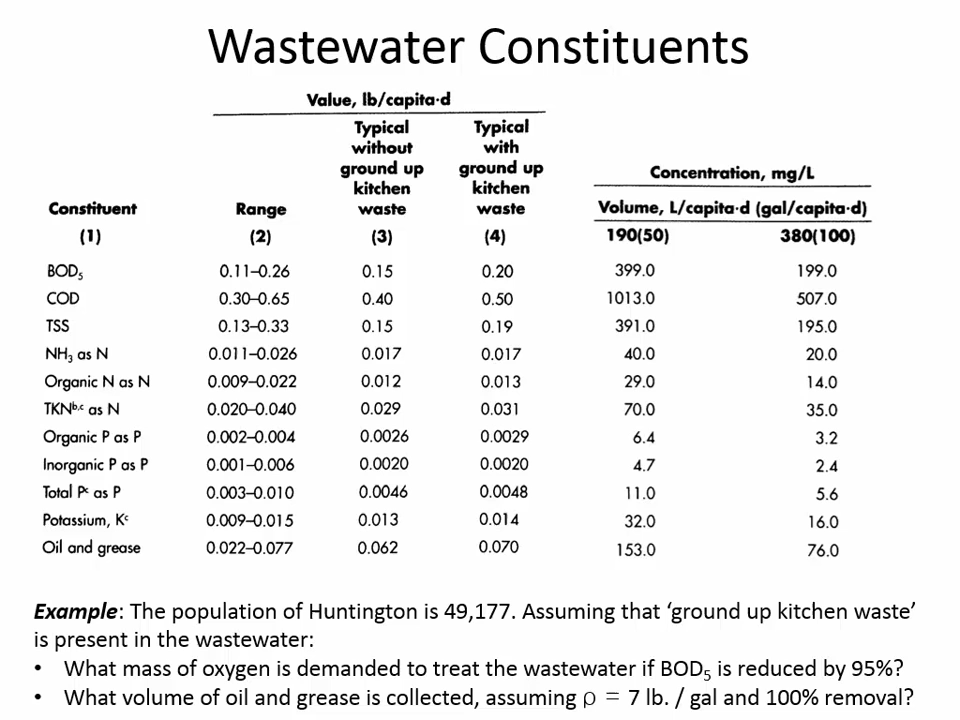 Wastewater Constituents
Value, lb/capita·d
Typical Typical
without with
ground up ground up Concentration, mg/L
kitchen kitchen
Constituent Range waste waste Volume, L/capita·d (gal/capita·d)
(1) (2) (3) (4) 190(50) 380(100)
BOD₅ 0.11–0.26 0.15 0.20 399.0 199.0
COD 0.30–0.65 0.40 0.50 1013.0 507.0
TSS 0.13–0.33 0.15 0.19 391.0 195.0
NH₃ as N 0.011–0.026 0.017 0.017 40.0 20.0
Organic N as N 0.009–0.022 0.012 0.013 29.0 14.0
TKNᵇ·ᶜ as N 0.020–0.040 0.029 0.031 70.0 35.0
Organic P as P 0.002–0.004 0.0026 0.0029 6.4 3.2
Inorganic P as P 0.001–0.006 0.0020 0.0020 4.7 2.4
Total Pᶜ as P 0.003–0.010 0.0046 0.0048 11.0 5.6
Potassium, Kᶜ 0.009–0.015 0.013 0.014 32.0 16.0
Oil and grease 0.022–0.077 0.062 0.070 153.0 76.0
Example: The population of Huntington is 49,177. Assuming that ‘ground up kitchen waste’
is present in the wastewater:
• What mass of oxygen is demanded to treat the wastewater if BOD₅ is reduced by 95%?
• What volume of oil and grease is collected, assuming ρ = 7 lb. / gal and 100% removal?